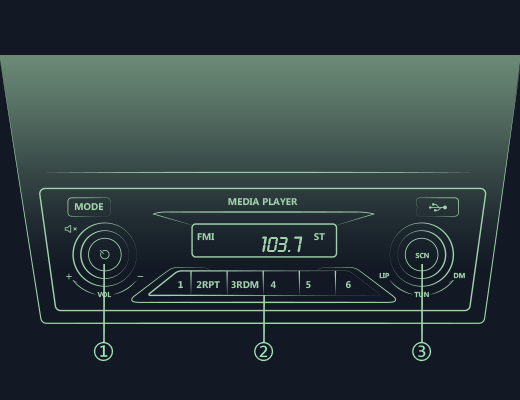 MODE
MEDIA PLAYER
FMI
103.7
ST
SCN
+
−
VOL
1 2RPT 3RDM 4 5 6
LIP
DM
TUN
1
2
3